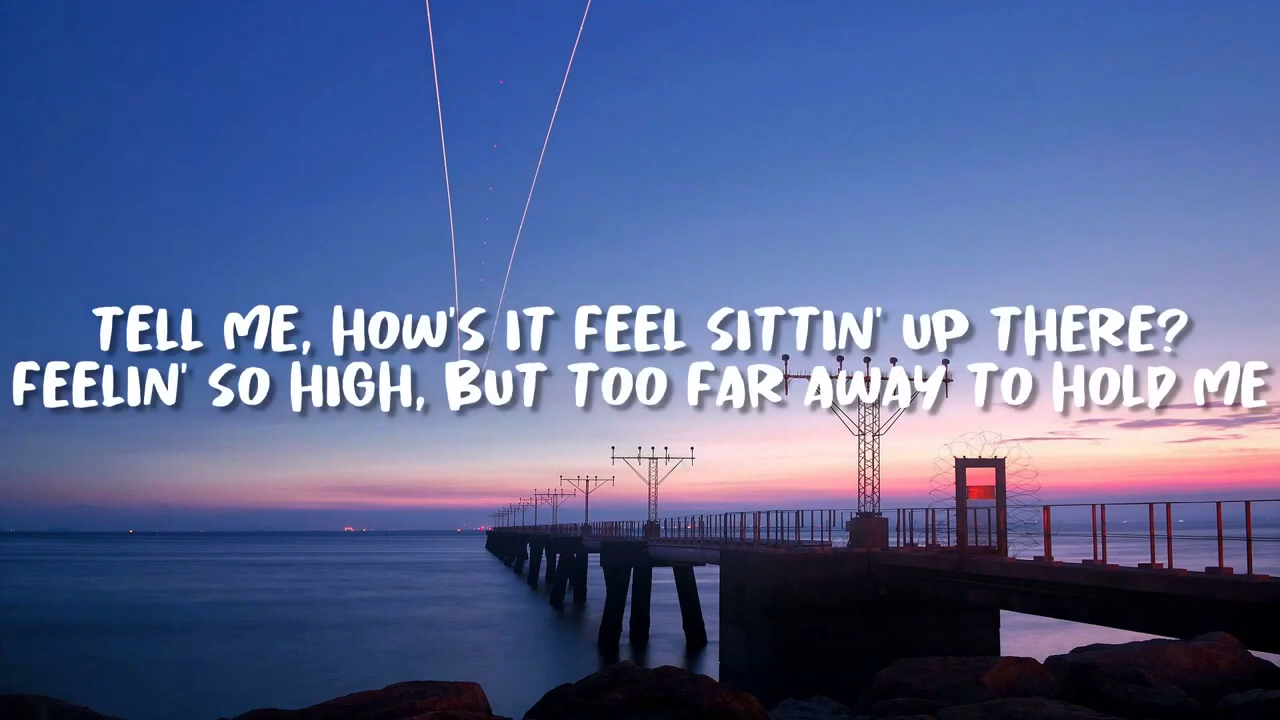 TELL ME, HOW'S IT FEEL SITTIN' UP THERE?
FEELIN' SO HIGH, BUT TOO FAR AWAY TO HOLD ME